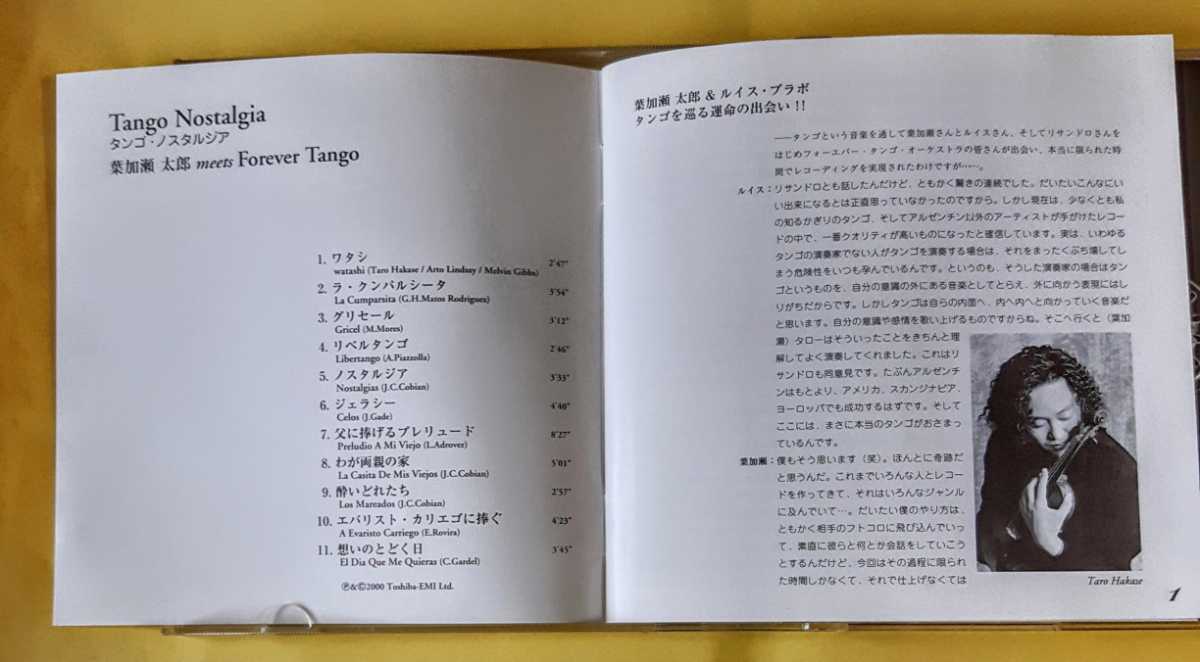 Tango Nostalgia
タンゴ・ノスタルジア
葉加瀬 太郎 meets Forever Tango
1. ワタシ
watashi (Taro Hakase / Arto Lindsay / Melvin Gibbs) 2'47"
2. ラ・クンパルシータ
La Cumparsita (G.H.Matos Rodriguez) 3'54"
3. グリセール
Gricel (M.Mores) 3'12"
4. リベルタンゴ
Libertango (A.Piazzolla) 2'46"
5. ノスタルジア
Nostalgias (J.C.Cobian) 3'33"
6. ジェラシー
Celos (J.Gade) 4'40"
7. 父に捧げるプレリュード
Preludio A Mi Viejo (L.Adrover) 8'27"
8. わが両親の家
La Casita De Mis Viejos (J.C.Cobian) 5'01"
9. 酔いどれたち
Los Mareados (J.C.Cobian) 2'57"
10. エバリスト・カリエゴに捧ぐ
A Evaristo Carriego (E.Rovira) 4'23"
11. 想いのとどく日
El Dia Que Me Quieras (C.Gardel) 3'45"
℗&©2000 Toshiba-EMI Ltd.
葉加瀬 太郎 & ルイス・ブラボ
タンゴを巡る運命の出会い!!
——タンゴという音楽を通して葉加瀬さんとルイスさん、そしてリサンドロさんを
はじめフォーエバー・タンゴ・オーケストラの皆さんが出会い、本当に限られた時
間でレコーディングを実現されたわけですが……。
ルイス：リサンドロとも話したんだけど、ともかく驚きの連続でした。だいたいこんなにい
い出来になるとは正直思っていなかったのですから。しかし現在は、少なくとも私
の知るかぎりのタンゴ、そしてアルゼンチン以外のアーティストが手がけたレコー
ドの中で、一番クオリティが高いものになったと確信しています。実は、いわゆる
タンゴの演奏家でない人がタンゴを演奏する場合は、それをまったくぶち壊してし
まう危険性をいつも孕んでいるんです。というのも、そうした演奏家の場合はタン
ゴというものを、自分の意識の外にある音楽としてとらえ、外に向かう表現にはし
りがちだからです。しかしタンゴは自らの内面へ、内へ内へと向かっていく音楽だ
と思います。自分の意識や感情を歌い上げるものですからね。そこへ行くと（葉加
瀬）タローはそういったことをきちんと理
解してよく演奏してくれました。これはリ
サンドロも同意見です。たぶんアルゼンチ
ンはもとより、アメリカ、スカンジナビア、
ヨーロッパでも成功するはずです。そして
ここには、まさに本当のタンゴがおさまっ
ているんです。
葉加瀬：僕もそう思います（笑）。ほんとに奇跡だ
と思うんだ。これまでいろんな人とレコー
ドを作ってきて、それはいろんなジャンル
に及んでいて…。だいたい僕のやり方は、
ともかく相手のフトコロに飛び込んでいっ
て、素直に彼らと何とか会話をしていこう
とするんだけど、今回はその過程に限られ
た時間しかなくて、それで仕上げなくては
Taro Hakase
1